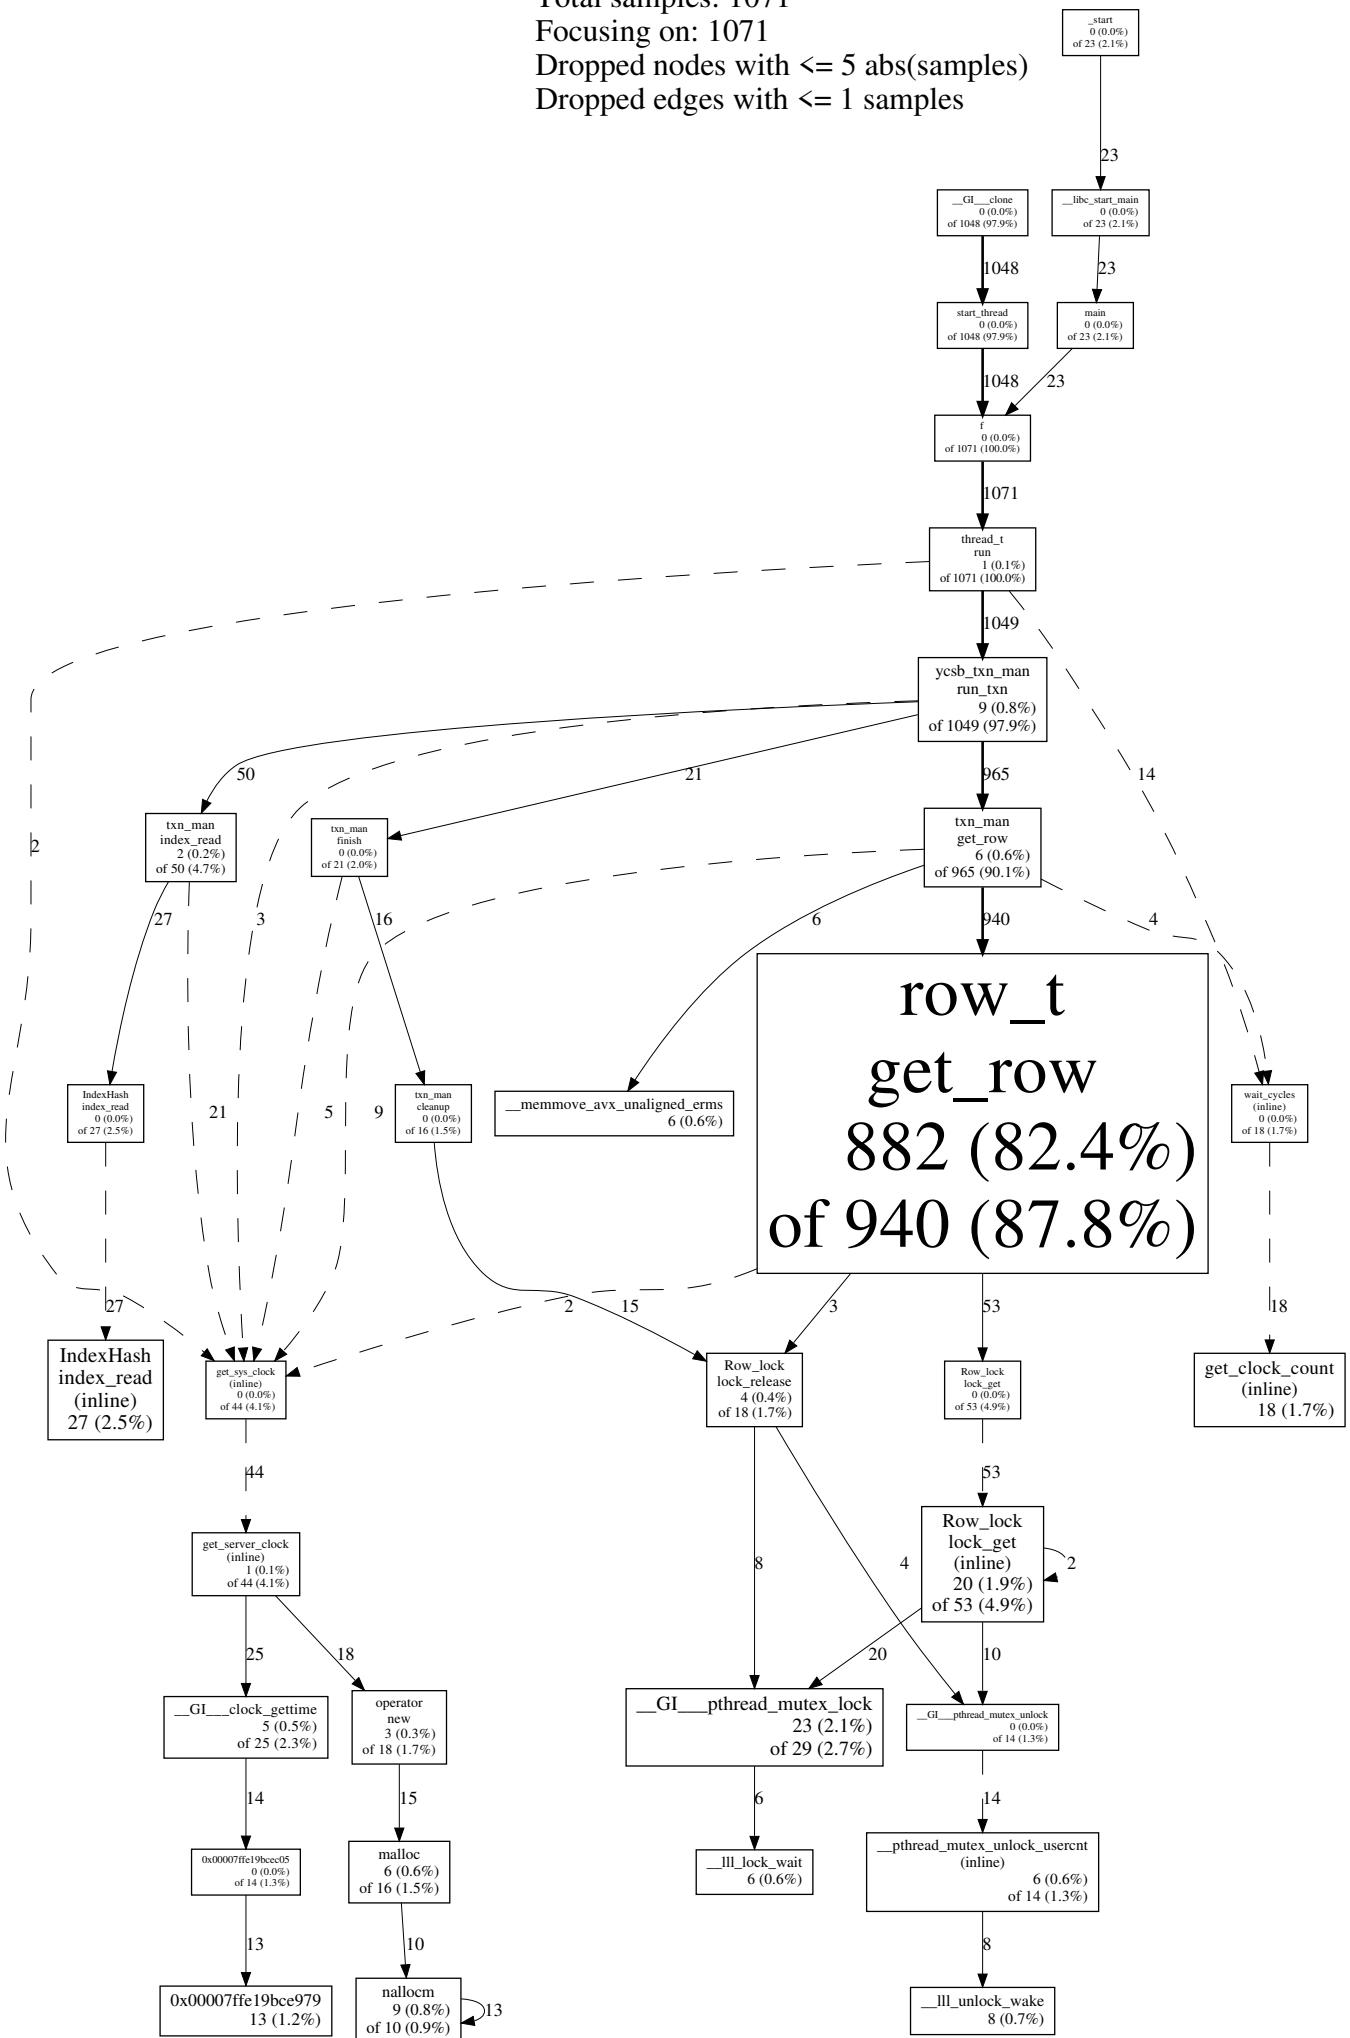 Total samples: 1071
Focusing on: 1071
Dropped nodes with <= 5 abs(samples)
Dropped edges with <= 1 samples
_start
0 (0.0%)
of 23 (2.1%)
23
__GI___clone
0 (0.0%)
of 1048 (97.9%)
__libc_start_main
0 (0.0%)
of 23 (2.1%)
1048
23
start_thread
0 (0.0%)
of 1048 (97.9%)
main
0 (0.0%)
of 23 (2.1%)
1048
23
f
0 (0.0%)
of 1071 (100.0%)
1071
thread_t
run
1 (0.1%)
of 1071 (100.0%)
1049
ycsb_txn_man
run_txn
9 (0.8%)
of 1049 (97.9%)
50
21
965
14
2
txn_man
index_read
2 (0.2%)
of 50 (4.7%)
txn_man
finish
0 (0.0%)
of 21 (2.0%)
txn_man
get_row
6 (0.6%)
of 965 (90.1%)
27
3
16
6
940
4
row_t
get_row
882 (82.4%)
of 940 (87.8%)
IndexHash
index_read
0 (0.0%)
of 27 (2.5%)
21
5
9
txn_man
cleanup
0 (0.0%)
of 16 (1.5%)
__memmove_avx_unaligned_erms
6 (0.6%)
wait_cycles
(inline)
0 (0.0%)
of 18 (1.7%)
27
2
15
3
53
18
IndexHash
index_read
(inline)
27 (2.5%)
get_sys_clock
(inline)
0 (0.0%)
of 44 (4.1%)
Row_lock
lock_release
4 (0.4%)
of 18 (1.7%)
Row_lock
lock_get
0 (0.0%)
of 53 (4.9%)
get_clock_count
(inline)
18 (1.7%)
44
53
get_server_clock
(inline)
1 (0.1%)
of 44 (4.1%)
8
4
Row_lock
lock_get
(inline)
20 (1.9%)
of 53 (4.9%)
2
25
18
20
10
__GI___clock_gettime
5 (0.5%)
of 25 (2.3%)
operator
new
3 (0.3%)
of 18 (1.7%)
__GI___pthread_mutex_lock
23 (2.1%)
of 29 (2.7%)
__GI___pthread_mutex_unlock
0 (0.0%)
of 14 (1.3%)
14
15
6
14
0x00007ffe19bcec05
0 (0.0%)
of 14 (1.3%)
malloc
6 (0.6%)
of 16 (1.5%)
__lll_lock_wait
6 (0.6%)
__pthread_mutex_unlock_usercnt
(inline)
6 (0.6%)
of 14 (1.3%)
13
10
8
0x00007ffe19bce979
13 (1.2%)
nallocm
9 (0.8%)
of 10 (0.9%)
13
__lll_unlock_wake
8 (0.7%)